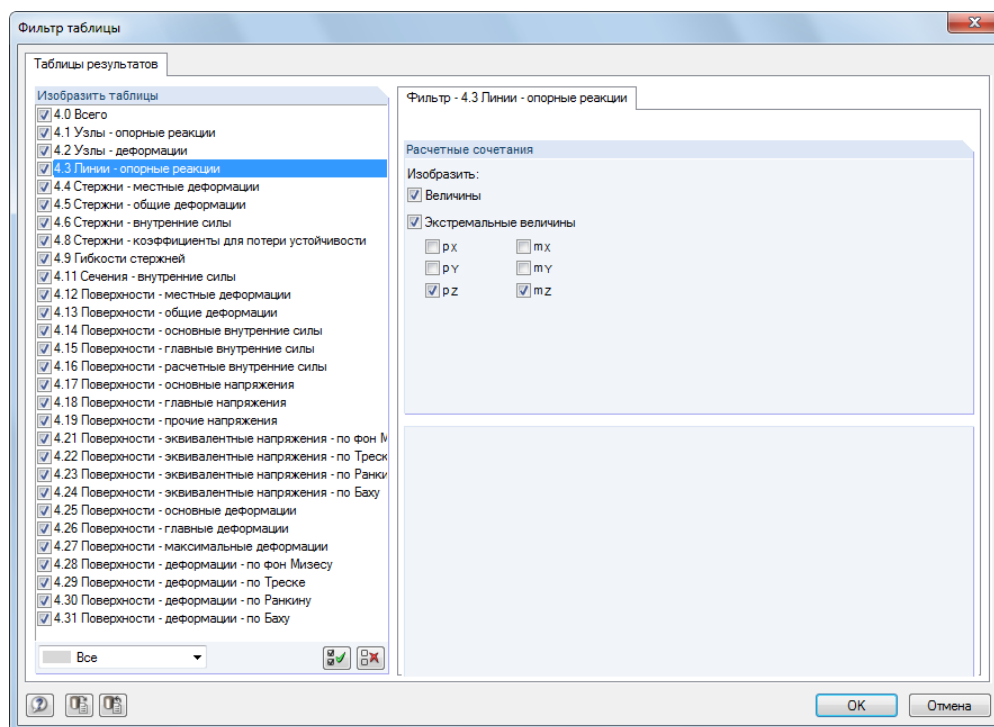 Фильтр таблицы
Таблицы результатов
Изобразить таблицы
4.0 Всего
4.1 Узлы - опорные реакции
4.2 Узлы - деформации
4.3 Линии - опорные реакции
4.4 Стержни - местные деформации
4.5 Стержни - общие деформации
4.6 Стержни - внутренние силы
4.8 Стержни - коэффициенты для потери устойчивости
4.9 Гибкости стержней
4.11 Сечения - внутренние силы
4.12 Поверхности - местные деформации
4.13 Поверхности - общие деформации
4.14 Поверхности - основные внутренние силы
4.15 Поверхности - главные внутренние силы
4.16 Поверхности - расчетные внутренние силы
4.17 Поверхности - основные напряжения
4.18 Поверхности - главные напряжения
4.19 Поверхности - прочие напряжения
4.21 Поверхности - эквивалентные напряжения - по фон М
4.22 Поверхности - эквивалентные напряжения - по Треск
4.23 Поверхности - эквивалентные напряжения - по Ранки
4.24 Поверхности - эквивалентные напряжения - по Баху
4.25 Поверхности - основные деформации
4.26 Поверхности - главные деформации
4.27 Поверхности - максимальные деформации
4.28 Поверхности - деформации - по фон Мизесу
4.29 Поверхности - деформации - по Треске
4.30 Поверхности - деформации - по Ранкину
4.31 Поверхности - деформации - по Баху
Все
Фильтр - 4.3 Линии - опорные реакции
Расчетные сочетания
Изобразить:
Величины
Экстремальные величины
pX mX
pY mY
pZ mZ
OK Отмена